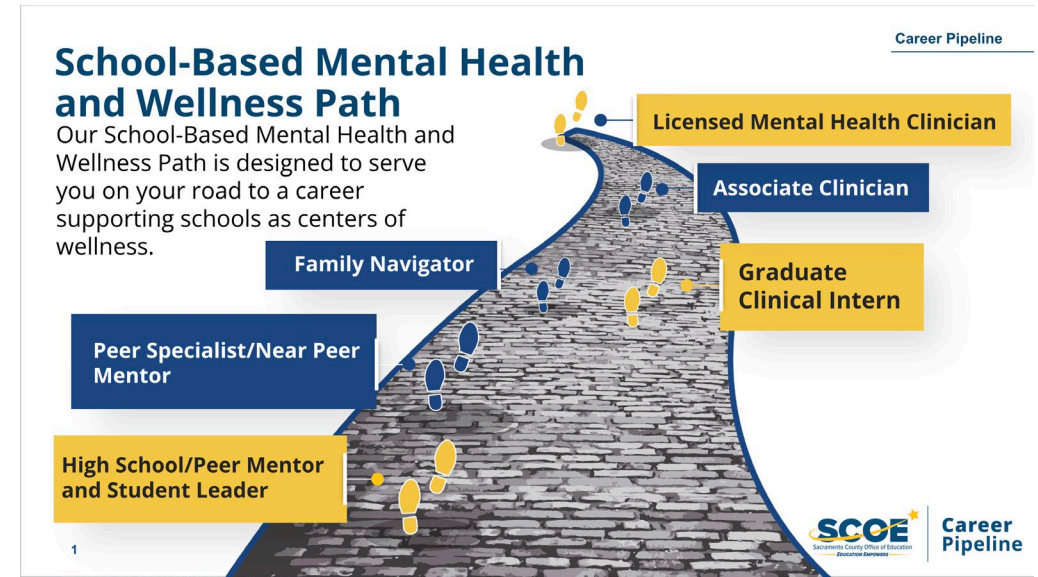 Career Pipeline
School-Based Mental Health
and Wellness Path
Our School-Based Mental Health and
Wellness Path is designed to serve
you on your road to a career
supporting schools as centers of
wellness.
Licensed Mental Health Clinician
Associate Clinician
Family Navigator
Graduate
Clinical Intern
Peer Specialist/Near Peer
Mentor
High School/Peer Mentor
and Student Leader
1
SCOE
Sacramento County Office of Education
EDUCATION EMPOWERS
Career
Pipeline